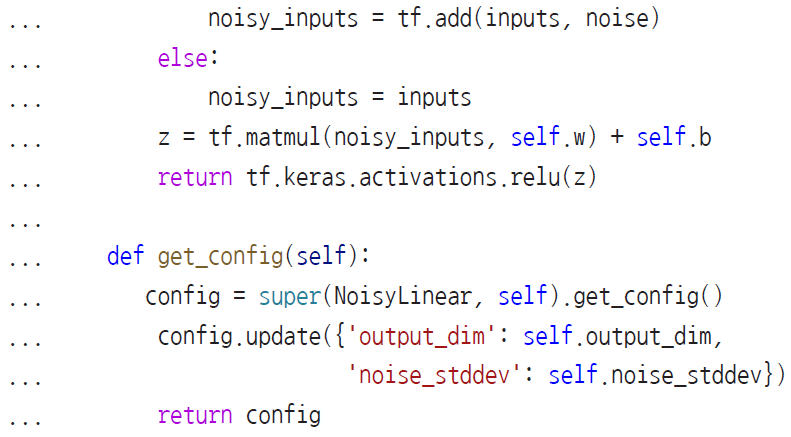 ...             noisy_inputs = tf.add(inputs, noise)
...         else:
...             noisy_inputs = inputs
...         z = tf.matmul(noisy_inputs, self.w) + self.b
...         return tf.keras.activations.relu(z)
...
...     def get_config(self):
...        config = super(NoisyLinear, self).get_config()
...         config.update({'output_dim': self.output_dim,
...                        'noise_stddev': self.noise_stddev})
...         return config